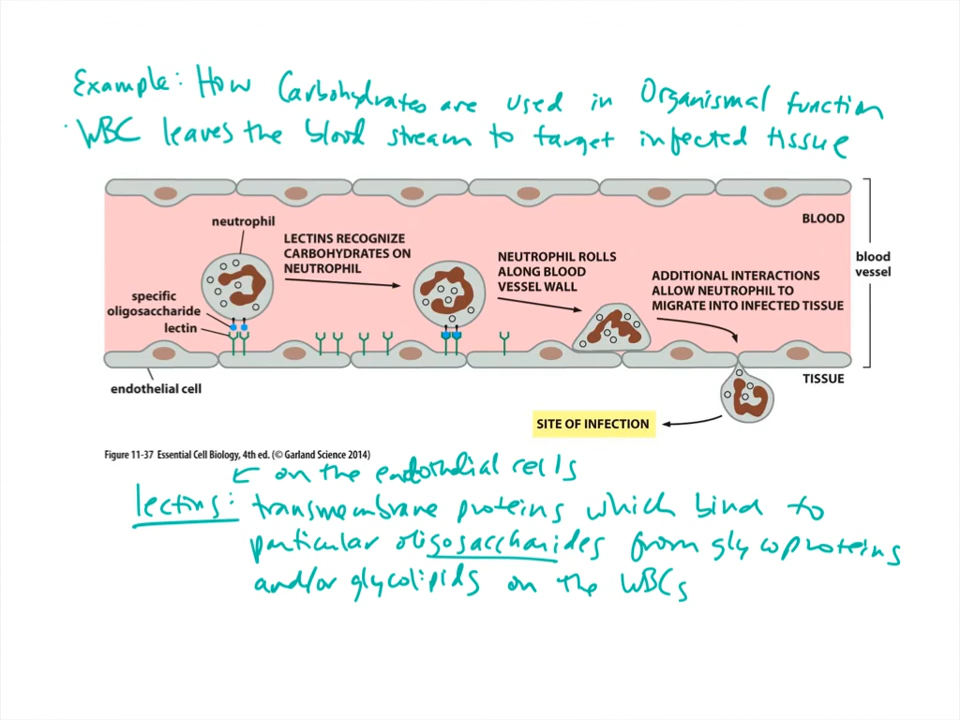 Example: How Carbohydrates are used in Organismal function
· WBC leaves the blood stream to target infected tissue
neutrophil
BLOOD
LECTINS RECOGNIZE
CARBOHYDRATES ON
NEUTROPHIL
NEUTROPHIL ROLLS
ALONG BLOOD
VESSEL WALL
blood
vessel
ADDITIONAL INTERACTIONS
ALLOW NEUTROPHIL TO
MIGRATE INTO INFECTED TISSUE
specific
oligosaccharide
lectin
endothelial cell
TISSUE
SITE OF INFECTION
Figure 11-37 Essential Cell Biology, 4th ed. (© Garland Science 2014)
on the endothelial cells
lectins: transmembrane proteins which bind to
particular oligosaccharides from glycoproteins
and/or glycolipids on the WBCs